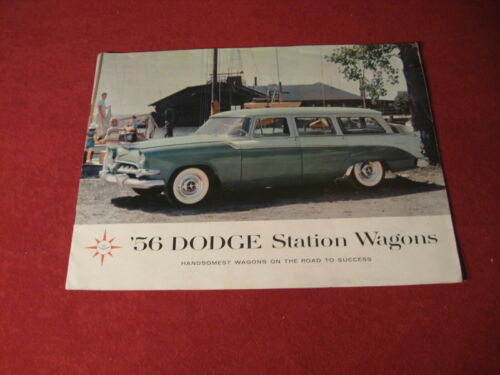 '56 DODGE Station Wagons
HANDSOMEST WAGONS ON THE ROAD TO SUCCESS